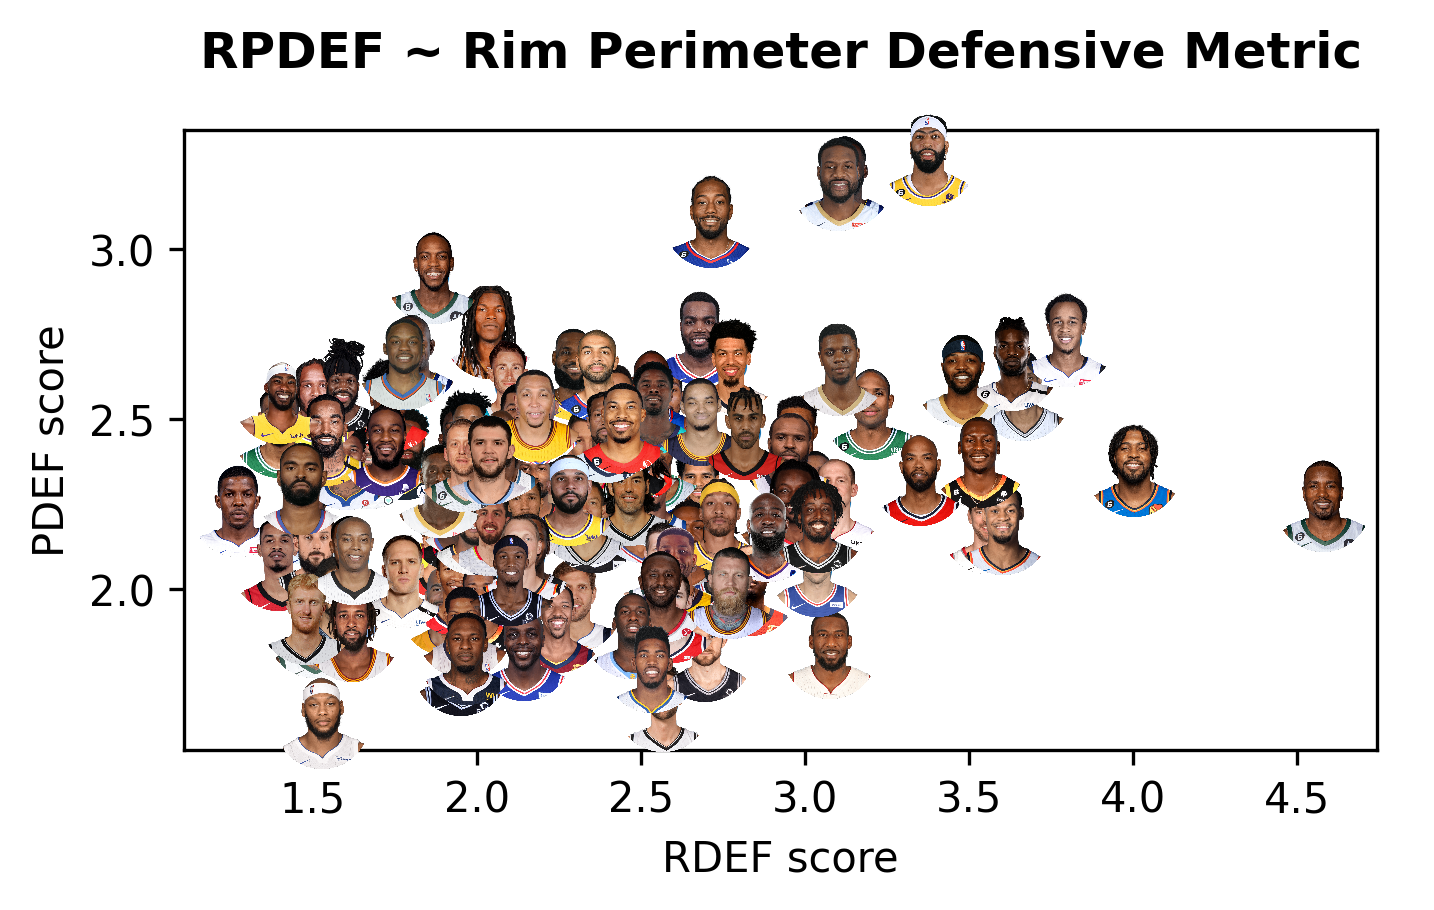 RPDEF ~ Rim Perimeter Defensive Metric
3.0
2.5
2.0
PDEF score
1.5 2.0 2.5 3.0 3.5 4.0 4.5
RDEF score